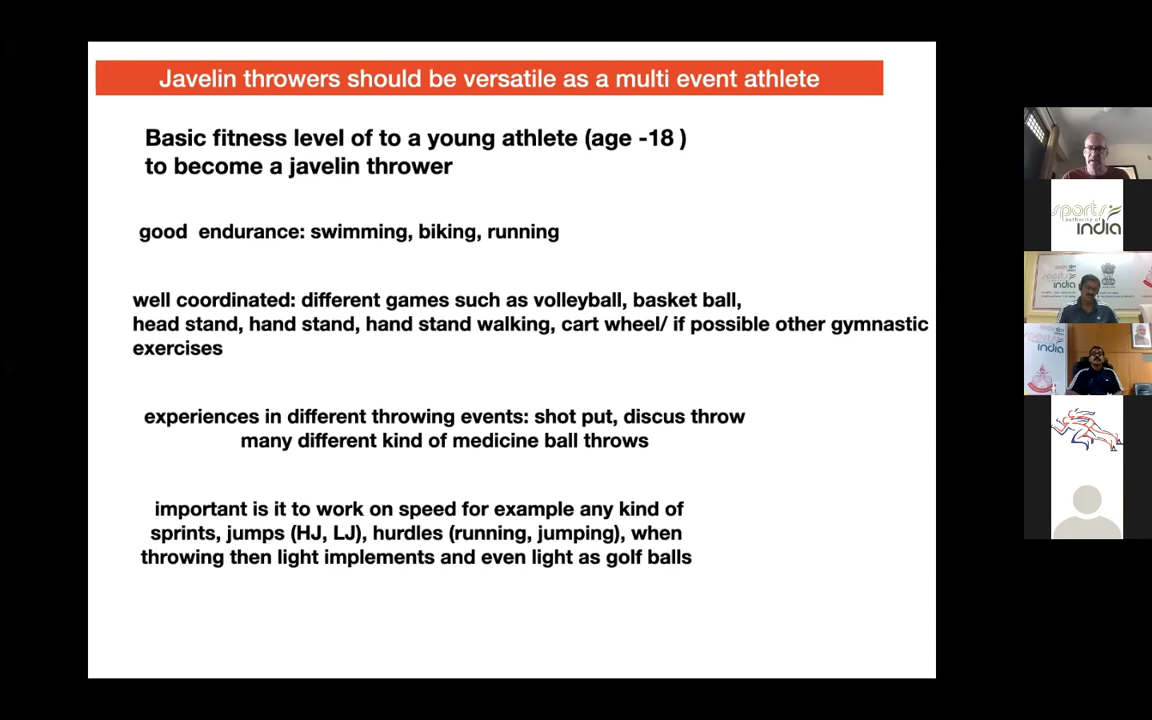 Javelin throwers should be versatile as a multi event athlete
Basic fitness level of to a young athlete (age -18 )
to become a javelin thrower
good endurance: swimming, biking, running
well coordinated: different games such as volleyball, basket ball,
head stand, hand stand, hand stand walking, cart wheel/ if possible other gymnastic
exercises
experiences in different throwing events: shot put, discus throw
many different kind of medicine ball throws
important is it to work on speed for example any kind of
sprints, jumps (HJ, LJ), hurdles (running, jumping), when
throwing then light implements and even light as golf balls
sports
authority of
india
sports
india
india